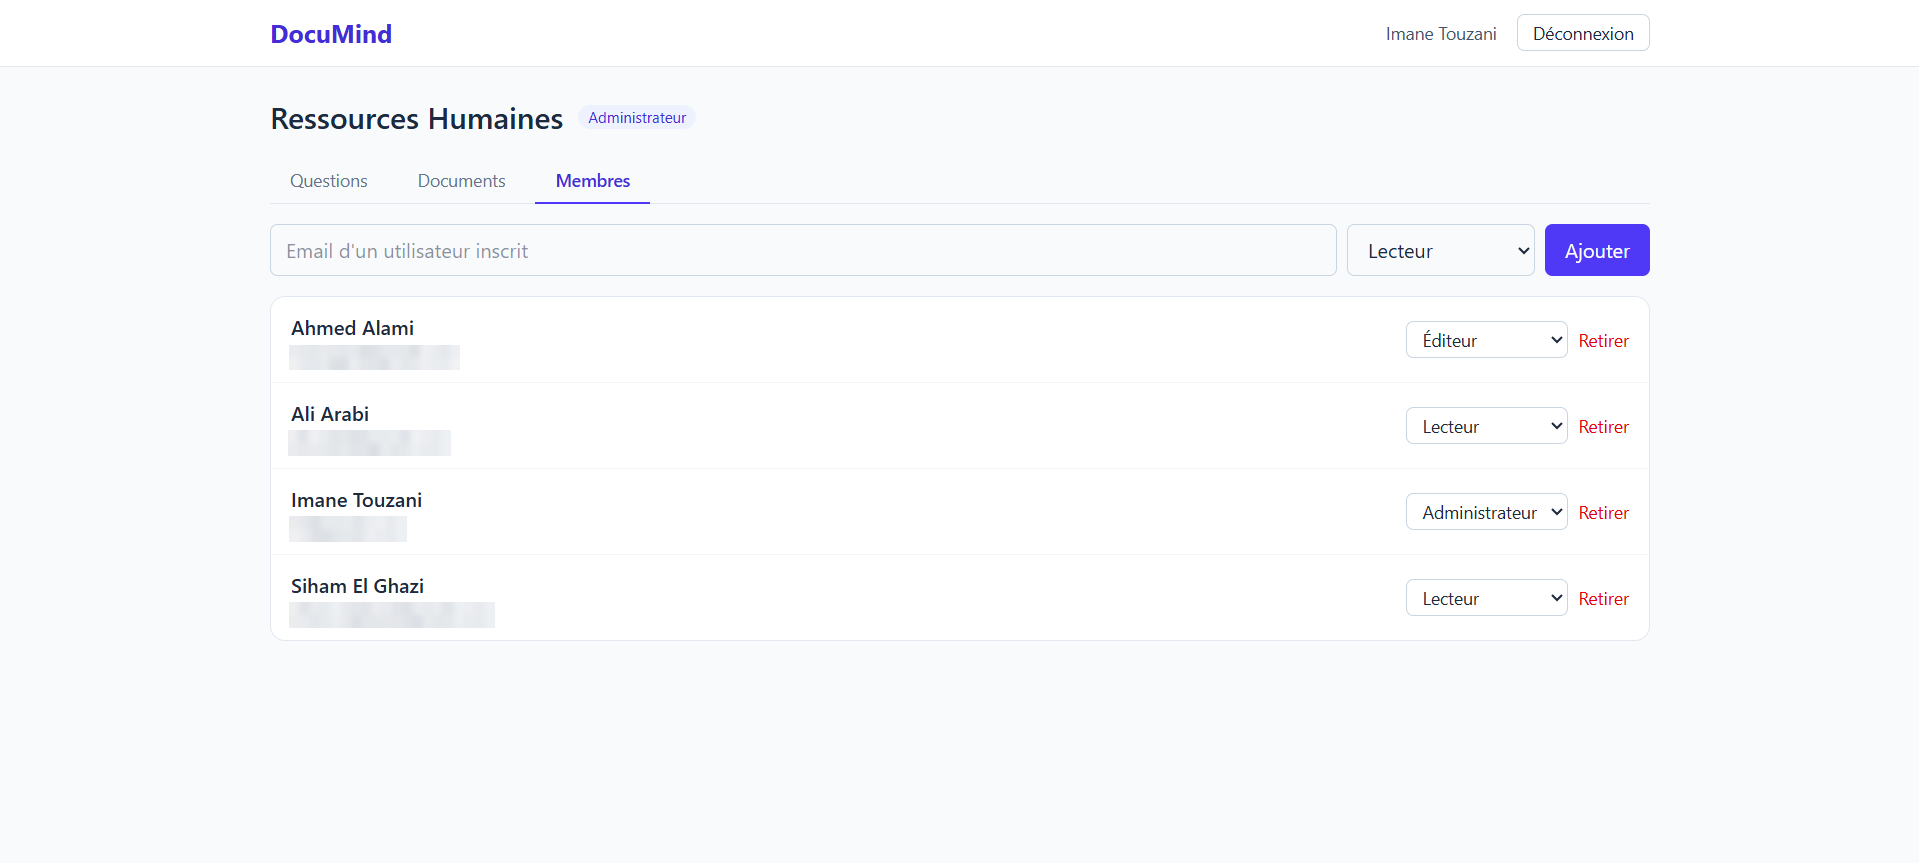 DocuMind
Imane Touzani
Déconnexion
Ressources Humaines
Administrateur
Questions
Documents
Membres
Email d'un utilisateur inscrit
Lecteur
Ajouter
Ahmed Alami
Éditeur
Retirer
Ali Arabi
Lecteur
Retirer
Imane Touzani
Administrateur
Retirer
Siham El Ghazi
Lecteur
Retirer